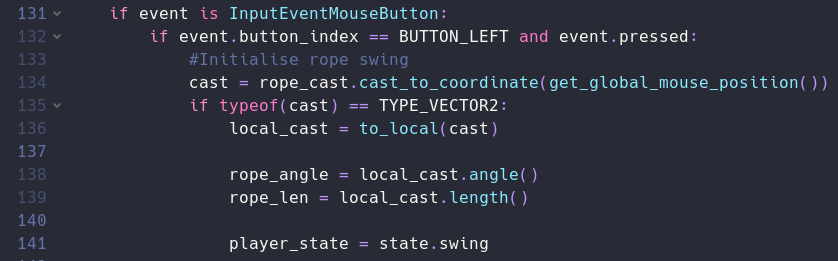 131 if event is InputEventMouseButton:
132 if event.button_index == BUTTON_LEFT and event.pressed:
133 #Initialise rope swing
134 cast = rope_cast.cast_to_coordinate(get_global_mouse_position())
135 if typeof(cast) == TYPE_VECTOR2:
136 local_cast = to_local(cast)
137
138 rope_angle = local_cast.angle()
139 rope_len = local_cast.length()
140
141 player_state = state.swing